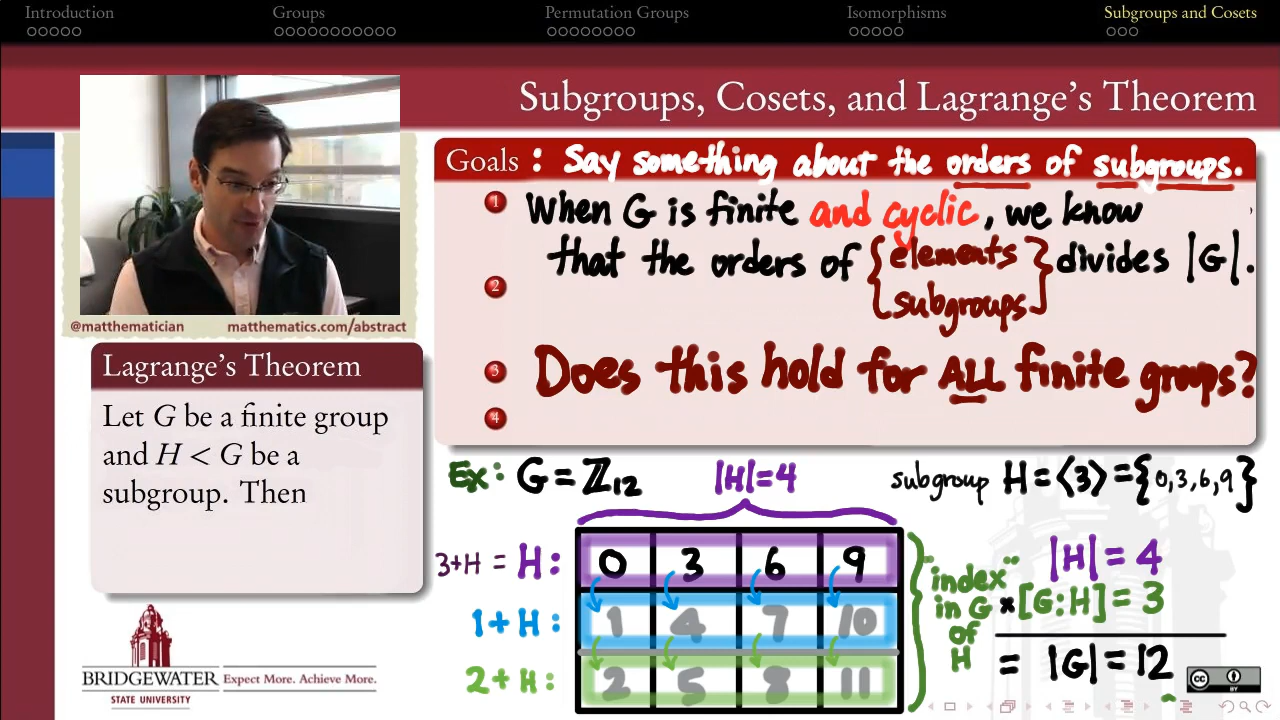 Introduction Groups Permutation Groups Isomorphisms Subgroups and Cosets
Subgroups, Cosets, and Lagrange's Theorem
@matthematician matthematics.com/abstract
Goals : Say something about the orders of subgroups.
1 When G is finite and cyclic, we know
that the orders of {elements} divides |G|.
2 {subgroups}
3 Does this hold for ALL finite groups?
4
Lagrange's Theorem
Let G be a finite group
and H < G be a
subgroup. Then
Ex: G = ℤ₁₂ |H|=4 subgroup H = ⟨3⟩ = {0,3,6,9}
3+H = H: 0 3 6 9
1+H: 1 4 7 10
2+H: 2 5 8 11
"index"
in G
of
H
|H| = 4
×[G:H] = 3
= |G| = 12
BRIDGEWATER
STATE UNIVERSITY
Expect More. Achieve More.
cc BY